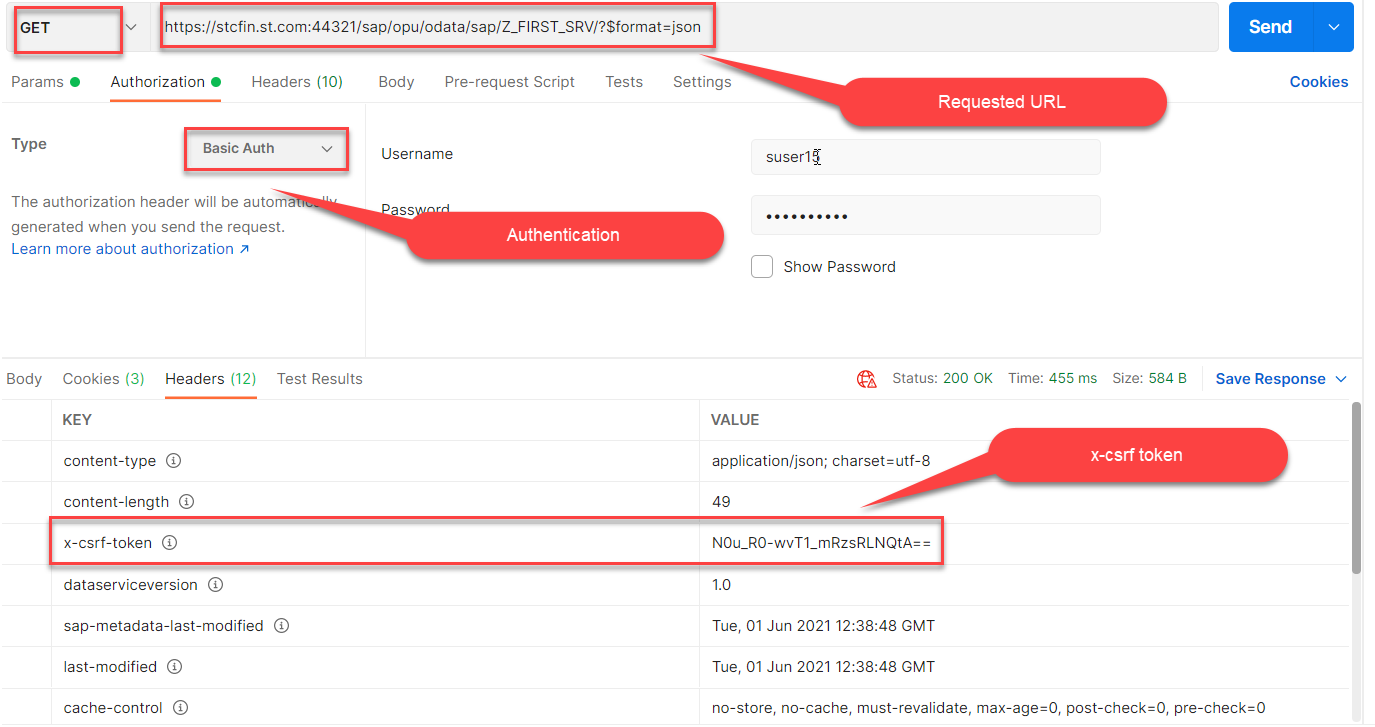 GET https://stcfin.st.com:44321/sap/opu/odata/sap/Z_FIRST_SRV/?$format=json Send
Params Authorization Headers (10) Body Pre-request Script Tests Settings Cookies
Requested URL
Type Basic Auth Username suser15
The authorization header will be automatically
generated when you send the request.
Learn more about authorization ↗
Password ••••••••••
Authentication
Show Password
Body Cookies (3) Headers (12) Test Results Status: 200 OK Time: 455 ms Size: 584 B Save Response
KEY VALUE
x-csrf token
content-type application/json; charset=utf-8
content-length 49
x-csrf-token N0u_R0-wvT1_mRzsRLNQtA==
dataserviceversion 1.0
sap-metadata-last-modified Tue, 01 Jun 2021 12:38:48 GMT
last-modified Tue, 01 Jun 2021 12:38:48 GMT
cache-control no-store, no-cache, must-revalidate, max-age=0, post-check=0, pre-check=0